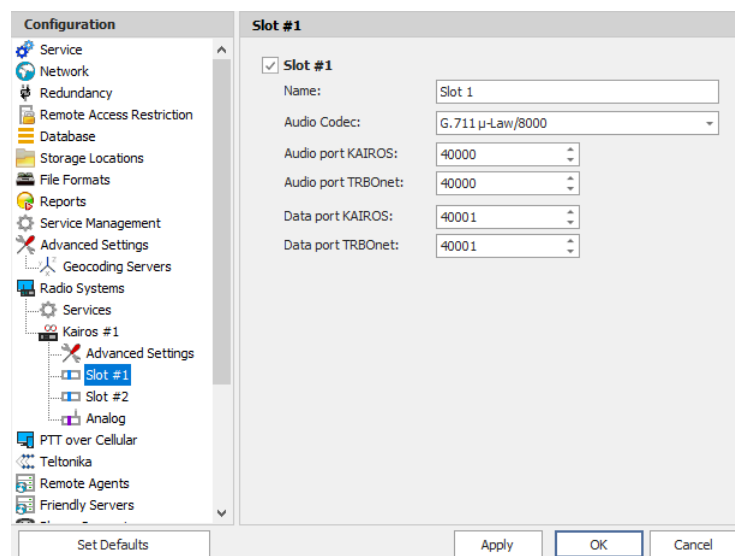 Configuration
Service
Network
Redundancy
Remote Access Restriction
Database
Storage Locations
File Formats
Reports
Service Management
Advanced Settings
Geocoding Servers
Radio Systems
Services
Kairos #1
Advanced Settings
Slot #1
Slot #2
Analog
PTT over Cellular
Teltonika
Remote Agents
Friendly Servers
Set Defaults
Slot #1
Slot #1
Name: Slot 1
Audio Codec: G.711 µ-Law/8000
Audio port KAIROS: 40000
Audio port TRBOnet: 40000
Data port KAIROS: 40001
Data port TRBOnet: 40001
Apply OK Cancel